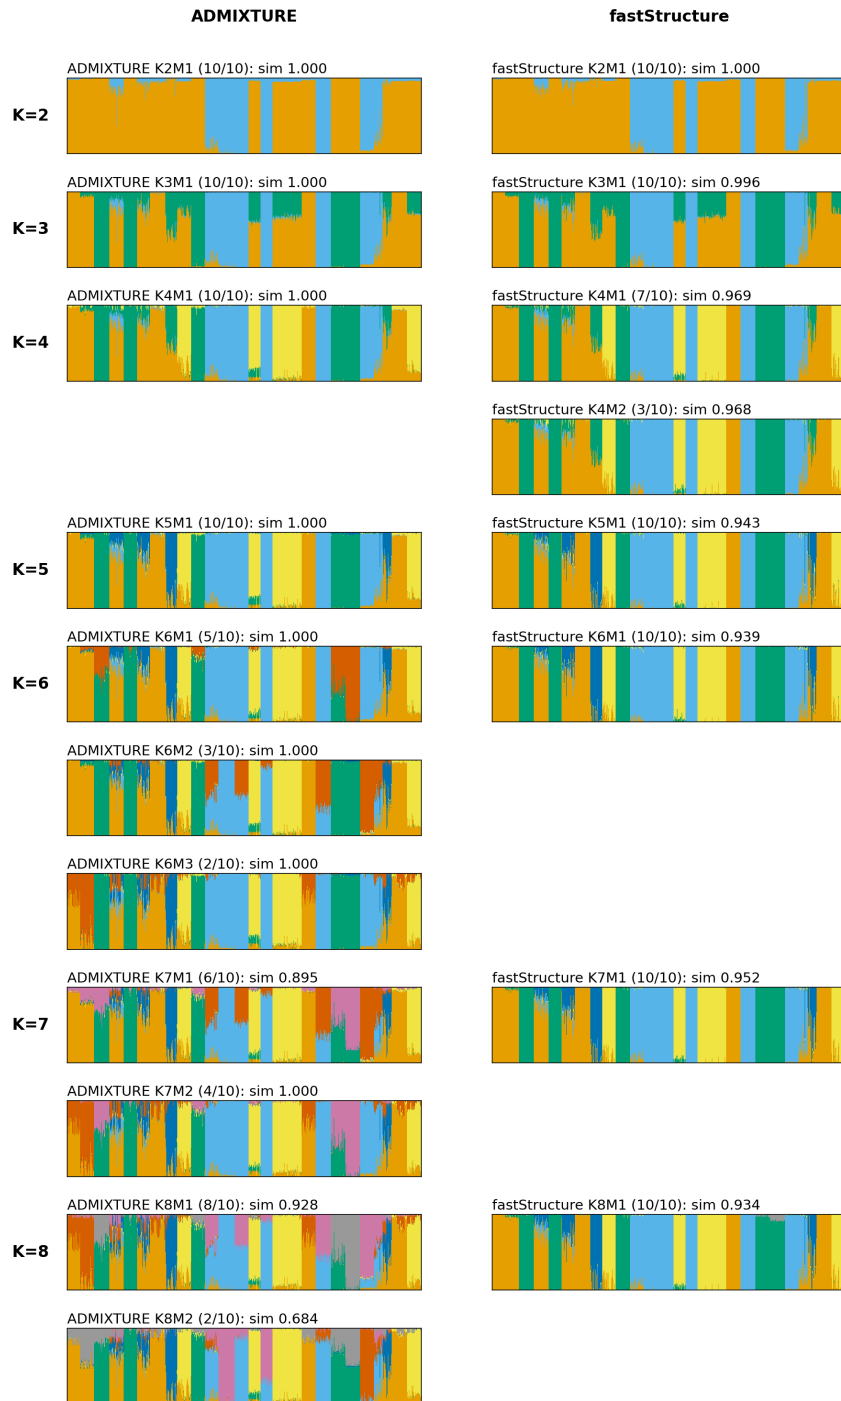 ADMIXTURE
fastStructure
ADMIXTURE K2M1 (10/10): sim 1.000
fastStructure K2M1 (10/10): sim 1.000
K=2
ADMIXTURE K3M1 (10/10): sim 1.000
fastStructure K3M1 (10/10): sim 0.996
K=3
ADMIXTURE K4M1 (10/10): sim 1.000
fastStructure K4M1 (7/10): sim 0.969
K=4
fastStructure K4M2 (3/10): sim 0.968
ADMIXTURE K5M1 (10/10): sim 1.000
fastStructure K5M1 (10/10): sim 0.943
K=5
ADMIXTURE K6M1 (5/10): sim 1.000
fastStructure K6M1 (10/10): sim 0.939
K=6
ADMIXTURE K6M2 (3/10): sim 1.000
ADMIXTURE K6M3 (2/10): sim 1.000
ADMIXTURE K7M1 (6/10): sim 0.895
fastStructure K7M1 (10/10): sim 0.952
K=7
ADMIXTURE K7M2 (4/10): sim 1.000
ADMIXTURE K8M1 (8/10): sim 0.928
fastStructure K8M1 (10/10): sim 0.934
K=8
ADMIXTURE K8M2 (2/10): sim 0.684